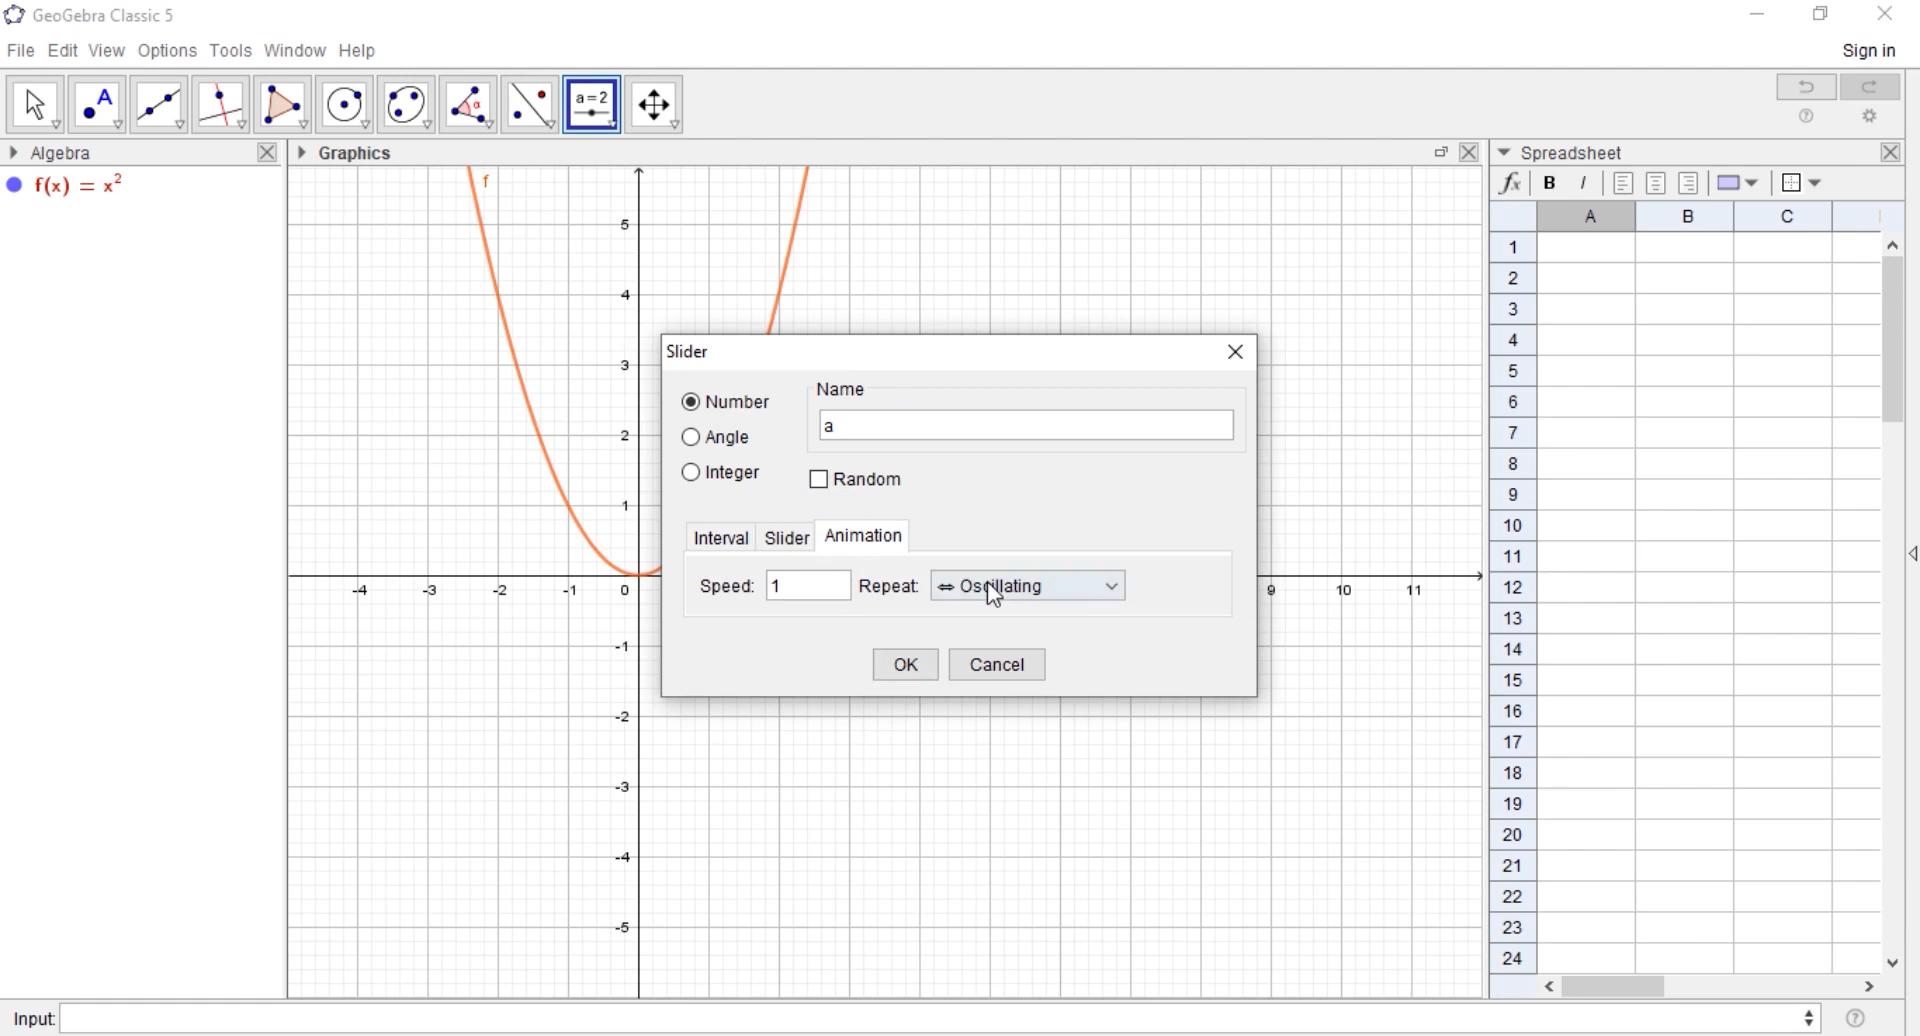 GeoGebra Classic 5
File Edit View Options Tools Window Help
Sign in
A
α
a=2
Algebra
f(x) = x²
Graphics
f
5
4
3
2
1
0
-1
-2
-3
-4
-5
-4 -3 -2 -1 9 10 11
Slider
Number
Angle
Integer
Name
a
Random
Interval Slider Animation
Speed: 1 Repeat: ⇔ Oscillating
OK Cancel
Spreadsheet
fx B I
A B C
1
2
3
4
5
6
7
8
9
10
11
12
13
14
15
16
17
18
19
20
21
22
23
24
Input: